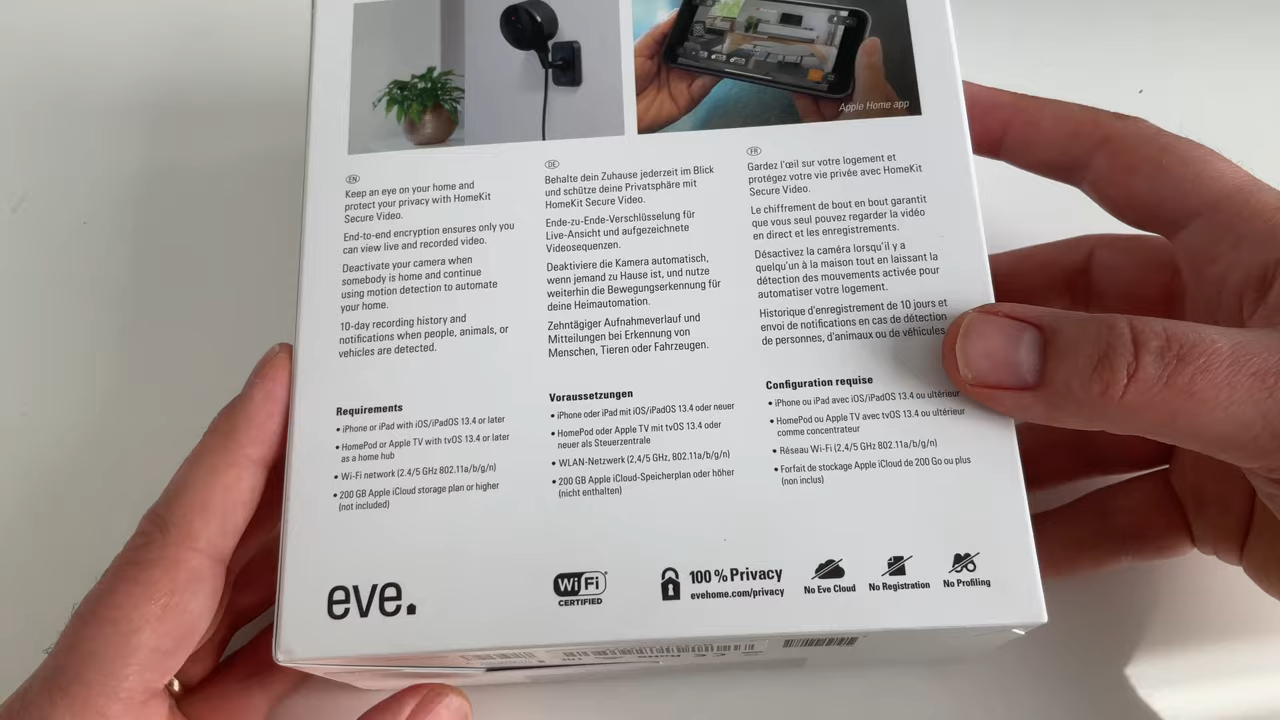 Apple Home app
EN
Keep an eye on your home and
protect your privacy with HomeKit
Secure Video.
End-to-end encryption ensures only you
can view live and recorded video.
Deactivate your camera when
somebody is home and continue
using motion detection to automate
your home.
10-day recording history and
notifications when people, animals, or
vehicles are detected.
Requirements
• iPhone or iPad with iOS/iPadOS 13.4 or later
• HomePod or Apple TV with tvOS 13.4 or later
as a home hub
• Wi-Fi network (2.4/5 GHz 802.11a/b/g/n)
• 200 GB Apple iCloud storage plan or higher
(not included)
DE
Behalte dein Zuhause jederzeit im Blick
und schütze deine Privatsphäre mit
HomeKit Secure Video.
Ende-zu-Ende-Verschlüsselung für
Live-Ansicht und aufgezeichnete
Videosequenzen.
Deaktiviere die Kamera automatisch,
wenn jemand zu Hause ist, und nutze
weiterhin die Bewegungserkennung für
deine Heimautomation.
Zehntägiger Aufnahmeverlauf und
Mitteilungen bei Erkennung von
Menschen, Tieren oder Fahrzeugen.
Voraussetzungen
• iPhone oder iPad mit iOS/iPadOS 13.4 oder neuer
• HomePod oder Apple TV mit tvOS 13.4 oder
neuer als Steuerzentrale
• WLAN-Netzwerk (2,4/5 GHz, 802.11a/b/g/n)
• 200 GB Apple iCloud-Speicherplan oder höher
(nicht enthalten)
FR
Gardez l'œil sur votre logement et
protégez votre vie privée avec HomeKit
Secure Video.
Le chiffrement de bout en bout garantit
que vous seul pouvez regarder la vidéo
en direct et les enregistrements.
Désactivez la caméra lorsqu'il y a
quelqu'un à la maison tout en laissant la
détection des mouvements activée pour
automatiser votre logement.
Historique d'enregistrement de 10 jours et
envoi de notifications en cas de détection
de personnes, d'animaux ou de véhicules
Configuration requise
• iPhone ou iPad avec iOS/iPadOS 13.4 ou ultérieur
• HomePod ou Apple TV avec tvOS 13.4 ou ultérieur
comme concentrateur
• Réseau Wi-Fi (2,4/5 GHz 802.11a/b/g/n)
• Forfait de stockage Apple iCloud de 200 Go ou plus
(non inclus)
eve.
Wi Fi
CERTIFIED
100 % Privacy
evehome.com/privacy
No Eve Cloud
No Registration
No Profiling